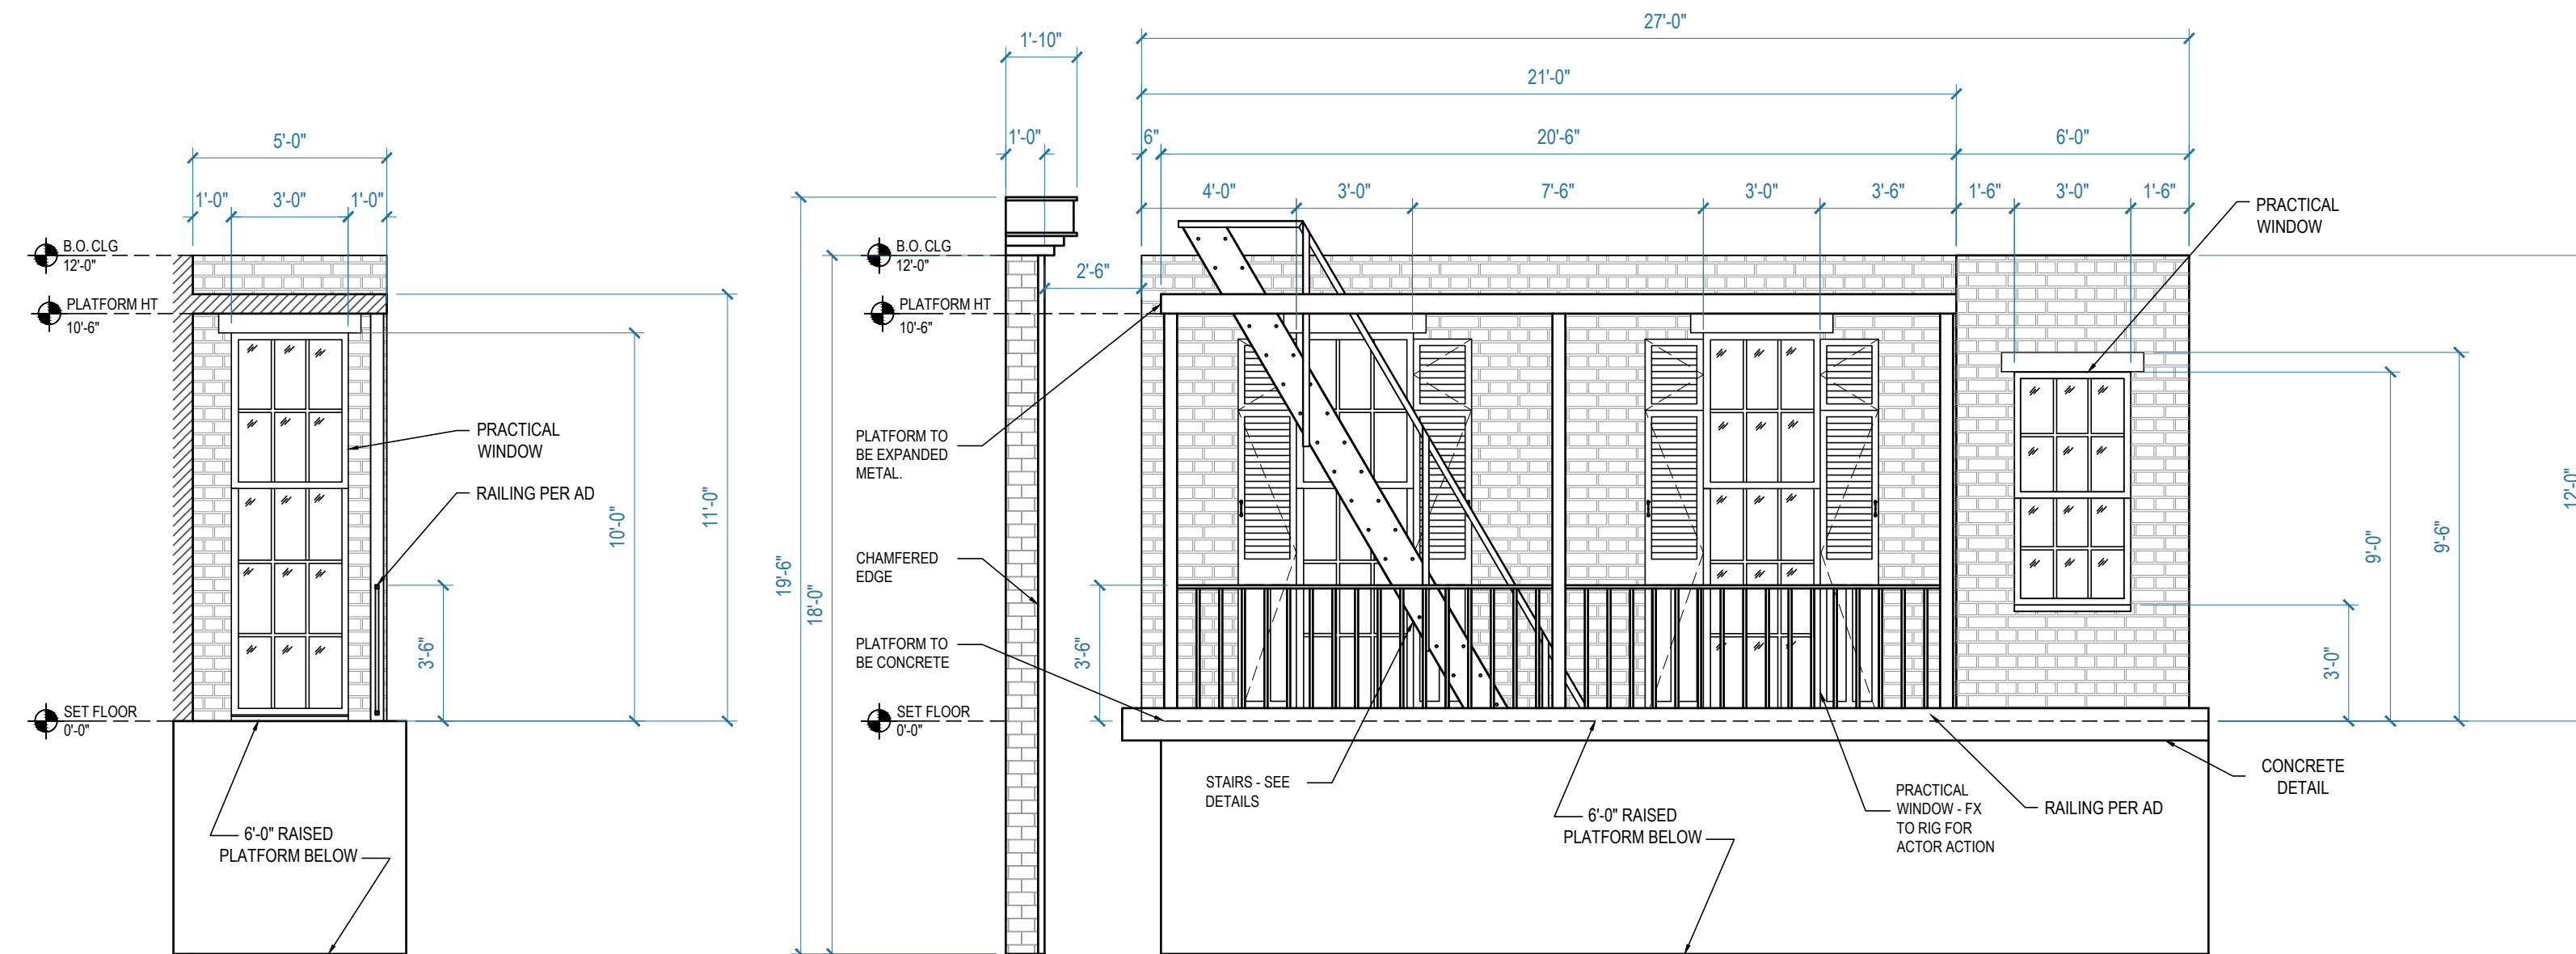 5'-0"
1'-0" 3'-0" 1'-0"
B.O. CLG
12'-0"
PLATFORM HT
10'-6"
PRACTICAL
WINDOW
RAILING PER AD
10'-0"
11'-0"
3'-6"
SET FLOOR
0'-0"
6'-0" RAISED
PLATFORM BELOW
1'-10"
1'-0"
B.O. CLG
12'-0"
2'-6"
PLATFORM HT
10'-6"
PLATFORM TO
BE EXPANDED
METAL.
CHAMFERED
EDGE
19'-6"
18'-0"
PLATFORM TO
BE CONCRETE
3'-6"
SET FLOOR
0'-0"
27'-0"
21'-0"
6" 20'-6" 6'-0"
4'-0" 3'-0" 7'-6" 3'-0" 3'-6" 1'-6" 3'-0" 1'-6"
PRACTICAL
WINDOW
12'-0"
9'-6"
9'-0"
3'-0"
STAIRS - SEE
DETAILS
6'-0" RAISED
PLATFORM BELOW
PRACTICAL
WINDOW - FX
TO RIG FOR
ACTOR ACTION
RAILING PER AD
CONCRETE
DETAIL